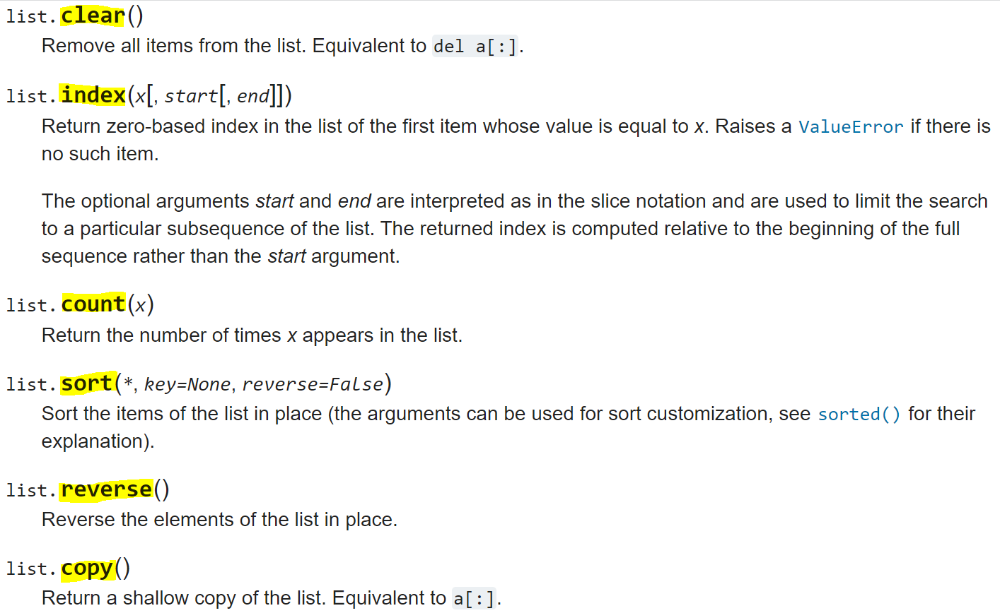 list.clear()
Remove all items from the list. Equivalent to del a[:].
list.index(x[, start[, end]])
Return zero-based index in the list of the first item whose value is equal to x. Raises a ValueError if there is
no such item.
The optional arguments start and end are interpreted as in the slice notation and are used to limit the search
to a particular subsequence of the list. The returned index is computed relative to the beginning of the full
sequence rather than the start argument.
list.count(x)
Return the number of times x appears in the list.
list.sort(*, key=None, reverse=False)
Sort the items of the list in place (the arguments can be used for sort customization, see sorted() for their
explanation).
list.reverse()
Reverse the elements of the list in place.
list.copy()
Return a shallow copy of the list. Equivalent to a[:].